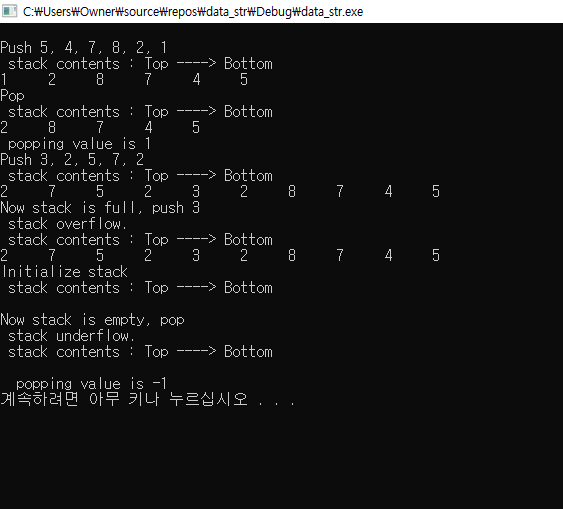 C:₩Users₩Owner₩source₩repos₩data_str₩Debug₩data_str.exe
Push 5, 4, 7, 8, 2, 1
stack contents : Top ----> Bottom
1 2 8 7 4 5
Pop
stack contents : Top ----> Bottom
2 8 7 4 5
popping value is 1
Push 3, 2, 5, 7, 2
stack contents : Top ----> Bottom
2 7 5 2 3 2 8 7 4 5
Now stack is full, push 3
stack overflow.
stack contents : Top ----> Bottom
2 7 5 2 3 2 8 7 4 5
Initialize stack
stack contents : Top ----> Bottom
Now stack is empty, pop
stack underflow.
stack contents : Top ----> Bottom
popping value is -1
계속하려면 아무 키나 누르십시오 . . .